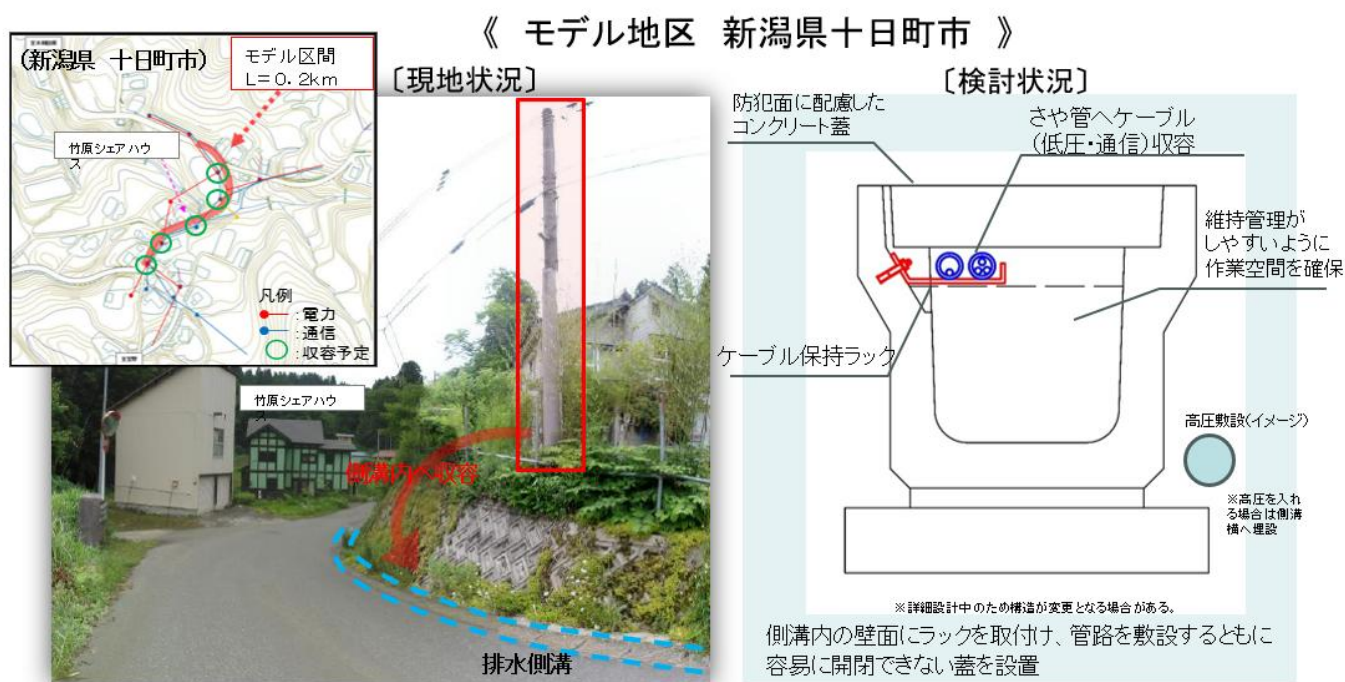 《 モデル地区 新潟県十日町市 》
(新潟県 十日町市)
モデル区間
L=0.2km
竹原シェアハウ
ス
凡例
:電力
:通信
:収容予定
〔現地状況〕
竹原シェアハウ
ス
側溝内へ収容
排水側溝
〔検討状況〕
防犯面に配慮した
コンクリート蓋
さや管へケーブル
(低圧・通信)収容
維持管理が
しやすいように
作業空間を確保
ケーブル保持ラック
高圧敷設(イメージ)
※高圧を入れ
る場合は側溝
横へ埋設
※詳細設計中のため構造が変更となる場合がある。
側溝内の壁面にラックを取付け、管路を敷設するともに
容易に開閉できない蓋を設置